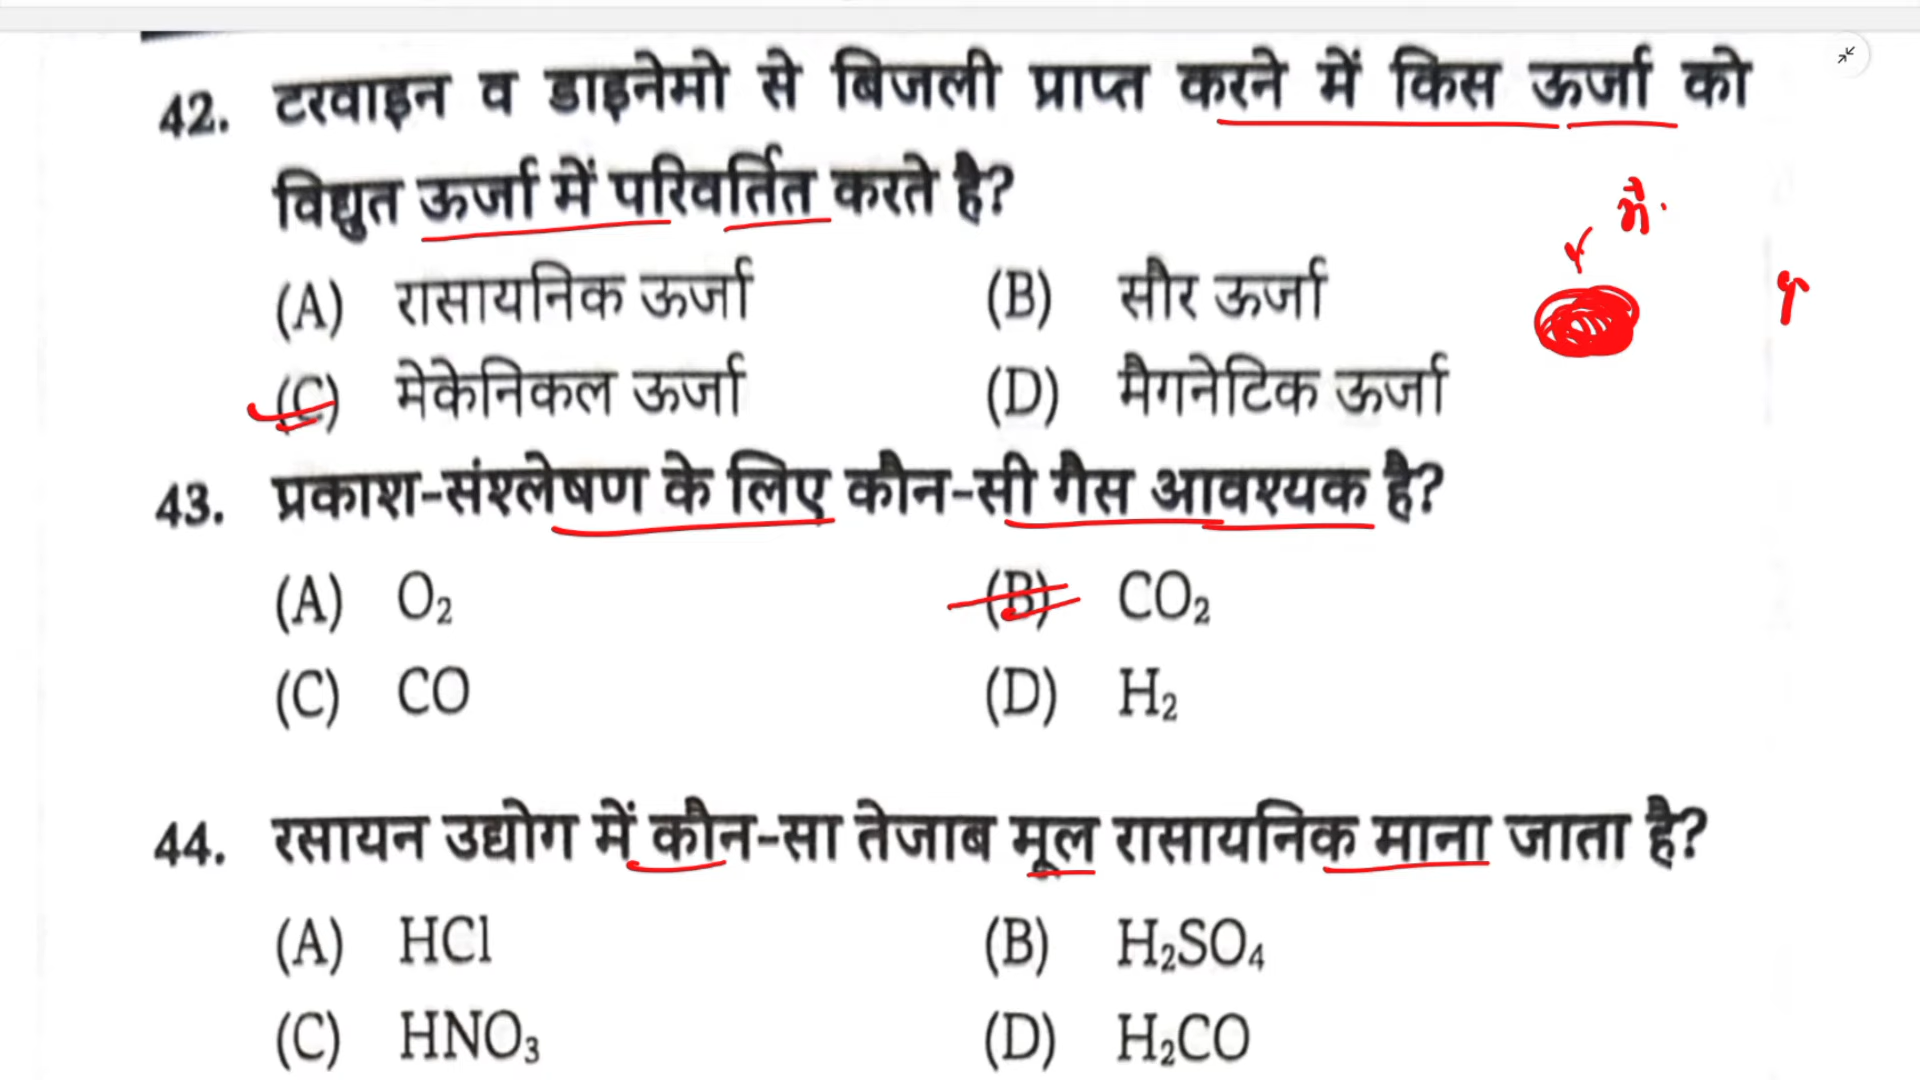 42. टरवाइन व डाइनेमो से बिजली प्राप्त करने में किस ऊर्जा को
विद्युत ऊर्जा में परिवर्तित करते है?
(A) रासायनिक ऊर्जा (B) सौर ऊर्जा
(C) मेकेनिकल ऊर्जा (D) मैगनेटिक ऊर्जा
43. प्रकाश-संश्लेषण के लिए कौन-सी गैस आवश्यक है?
(A) O₂ (B) CO₂
(C) CO (D) H₂
44. रसायन उद्योग में कौन-सा तेजाब मूल रासायनिक माना जाता है?
(A) HCl (B) H₂SO₄
(C) HNO₃ (D) H₂CO